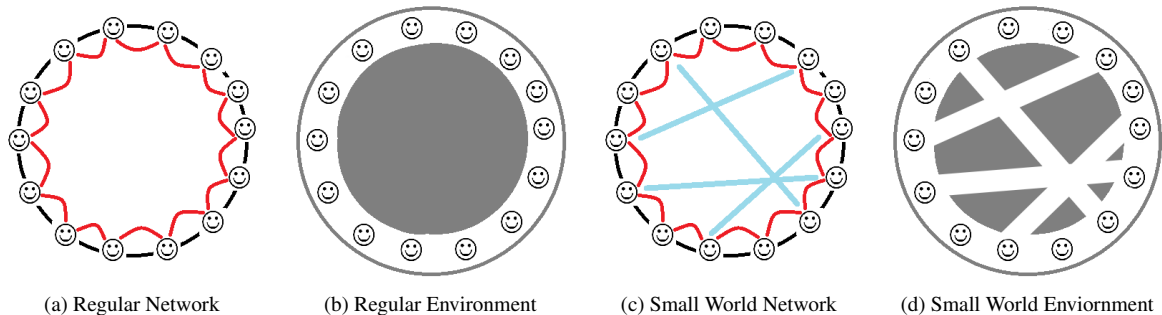 (a) Regular Network
(b) Regular Environment
(c) Small World Network
(d) Small World Enviornment